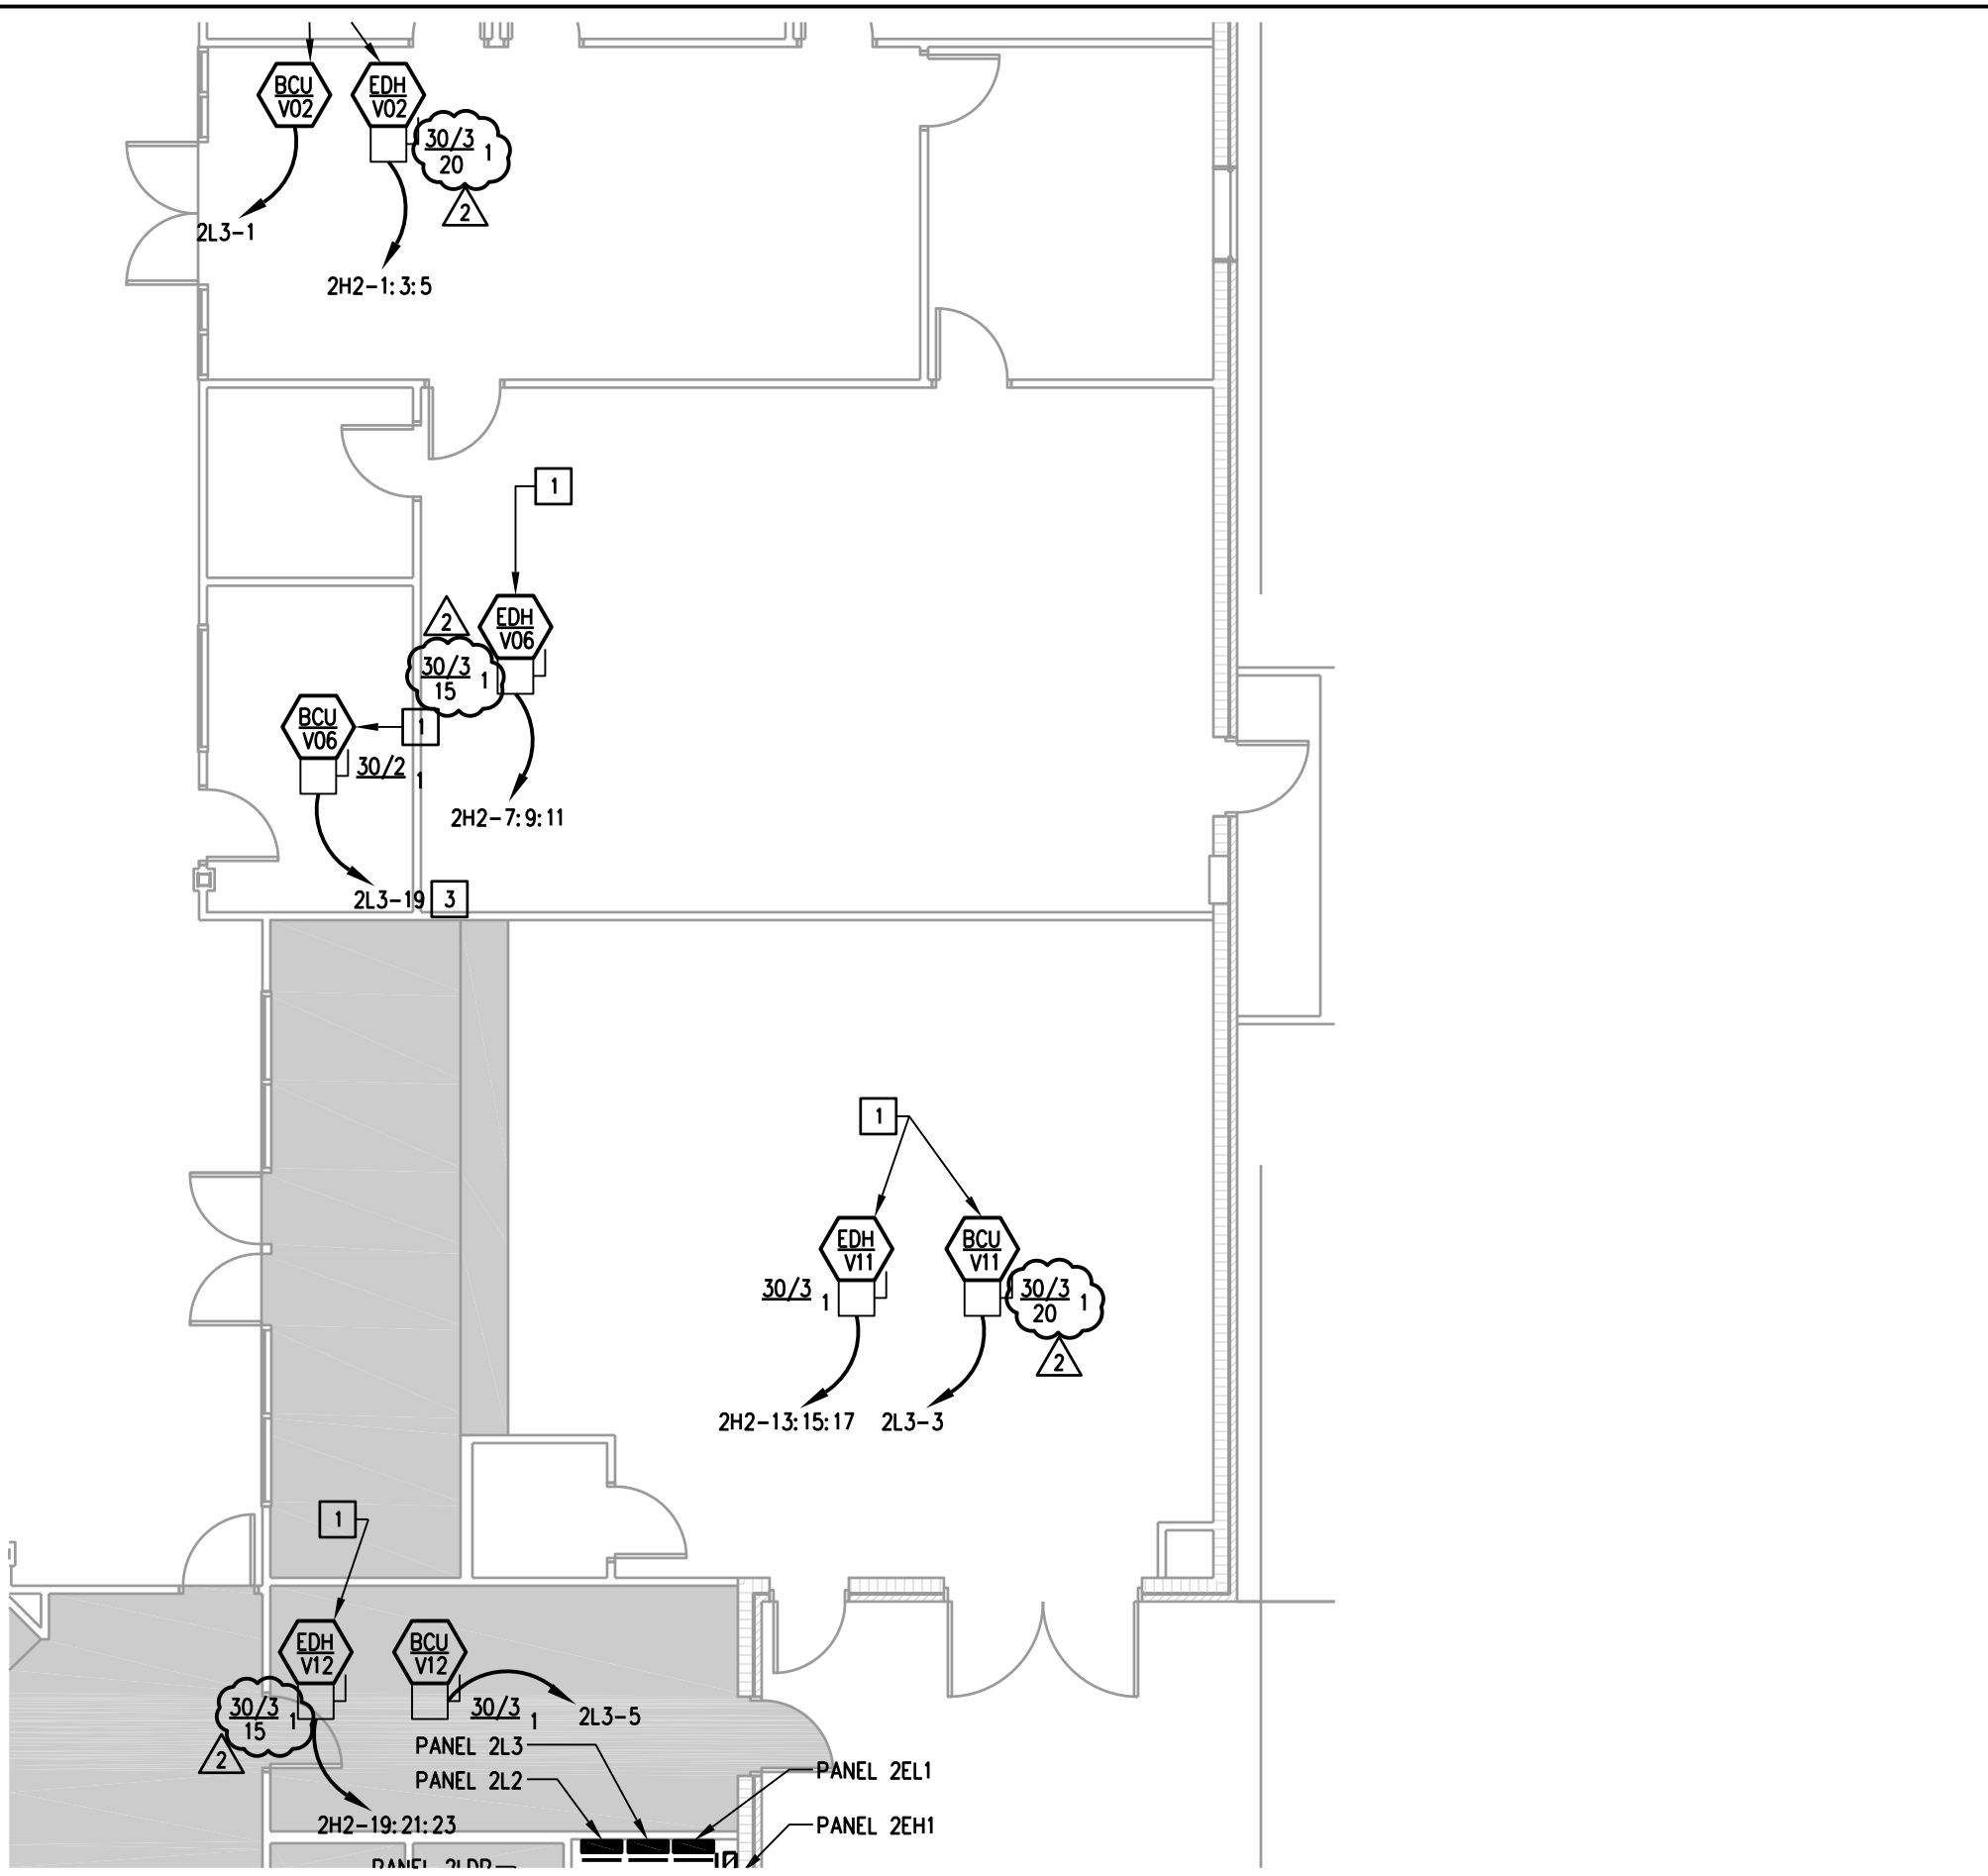 BCU
V02
EDH
V02
30/3 1
20
2
2L3-1
2H2-1:3:5
1
EDH
V06
2
30/3 1
15
BCU
V06
1
30/2 1
2H2-7:9:11
2L3-19 3
1
EDH
V11
BCU
V11
30/3 1
30/3 1
20
2
2H2-13:15:17
2L3-3
1
EDH
V12
BCU
V12
30/3 1
15
2
30/3 1
2L3-5
PANEL 2L3
PANEL 2L2
PANEL 2EL1
2H2-19:21:23
PANEL 2EH1
PANEL 2LDP